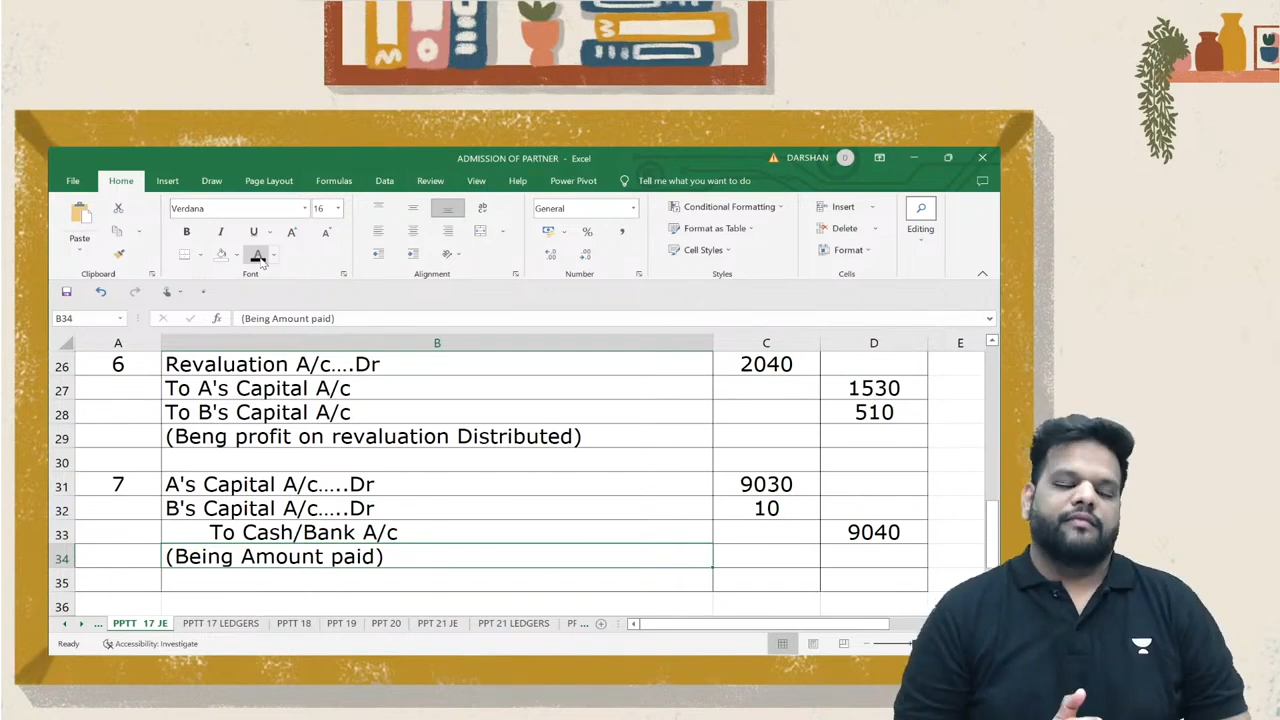 ADMISSION OF PARTNER - Excel
DARSHAN D
File Home Insert Draw Page Layout Formulas Data Review View Help Power Pivot Tell me what you want to do
Paste
Verdana 16
B I U A A
A
General
% ,
Conditional Formatting
Format as Table
Cell Styles
Insert
Delete
Format
Editing
Clipboard Font Alignment Number Styles Cells
B34 fx (Being Amount paid)
A B C D E
26 6 Revaluation A/c....Dr 2040
27 To A's Capital A/c 1530
28 To B's Capital A/c 510
29 (Beng profit on revaluation Distributed)
30
31 7 A's Capital A/c.....Dr 9030
32 B's Capital A/c.....Dr 10
33 To Cash/Bank A/c 9040
34 (Being Amount paid)
35
36
... PPTT 17 JE PPTT 17 LEDGERS PPTT 18 PPT 19 PPT 20 PPT 21 JE PPT 21 LEDGERS PF ...
Ready Accessibility: Investigate